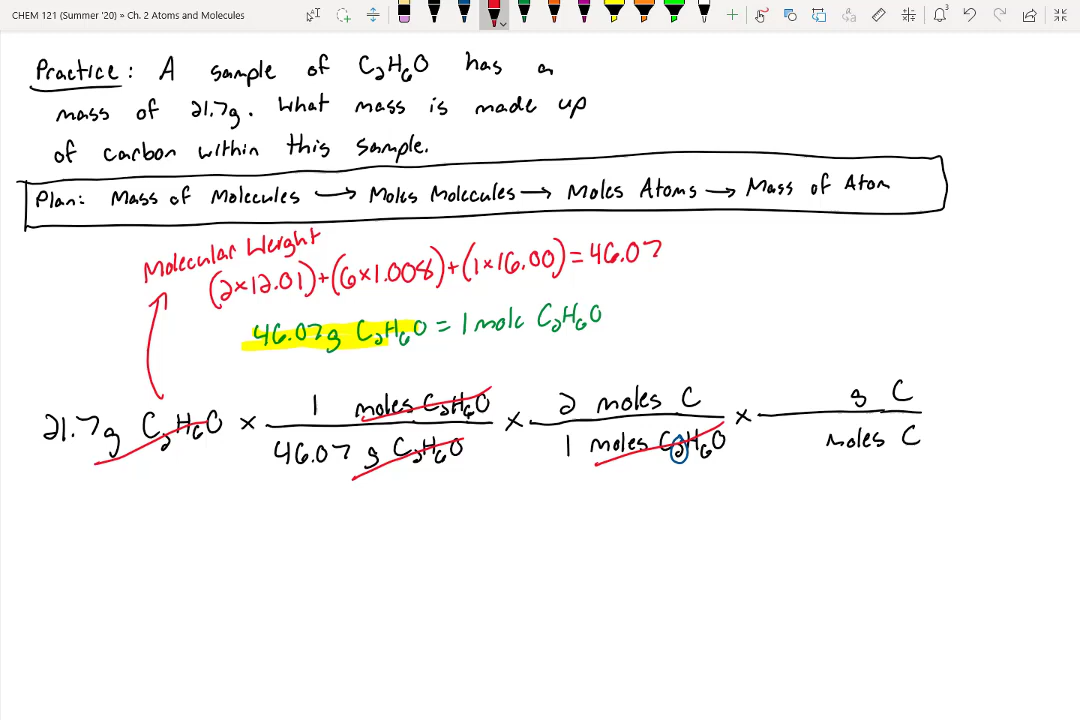 CHEM 121 (Summer '20) » Ch. 2 Atoms and Molecules
Practice: A sample of C₂H₆O has a
mass of 21.7g. What mass is made up
of carbon within this sample.
Plan: Mass of Molecules → Moles Molecules → Moles Atoms → Mass of Atom
Molecular Weight
(2×12.01)+(6×1.008)+(1×16.00)=46.07
46.07g C₂H₆O = 1 mole C₂H₆O
1 moles C₂H₆O 2 moles C g C
21.7g C₂H₆O × × ×
46.07 g C₂H₆O 1 moles C₂H₆O moles C